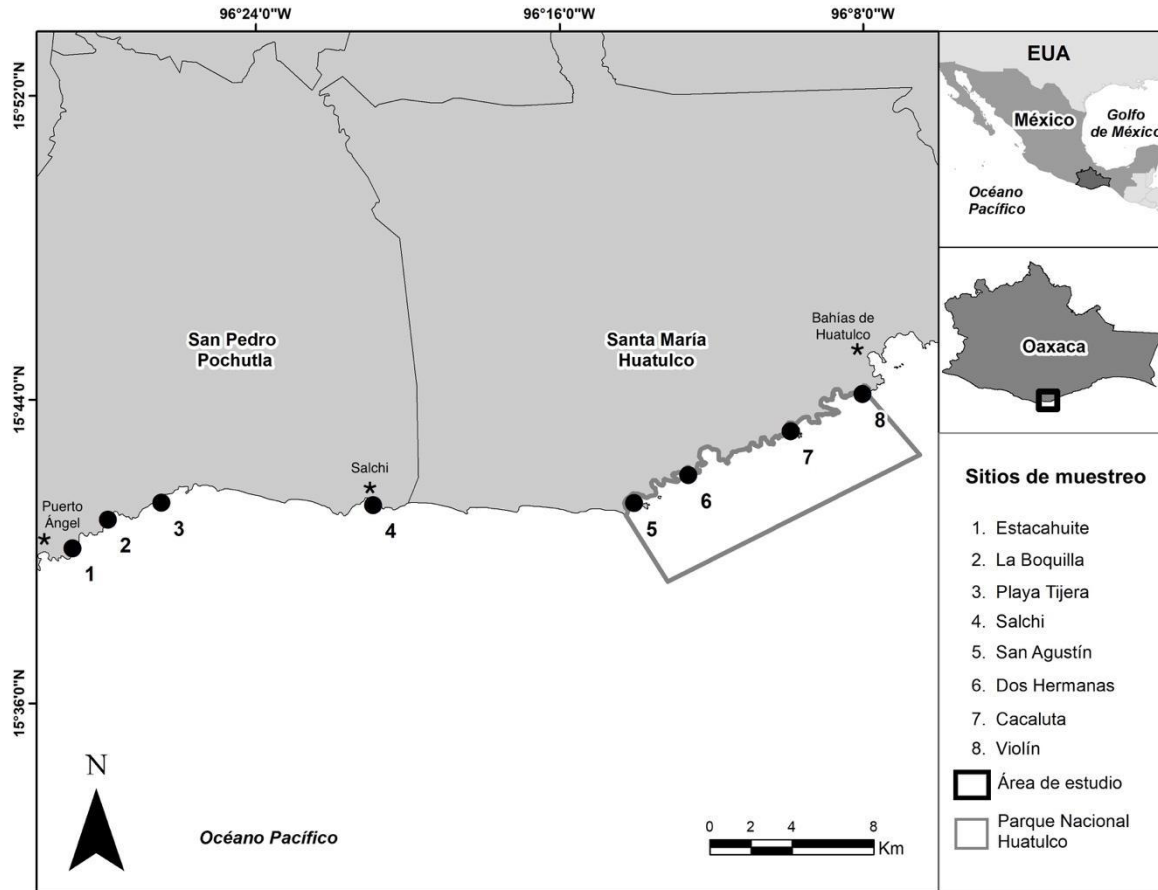 96°24'0"W
96°16'0"W
96°8'0"W
15°52'0"N
15°44'0"N
15°36'0"N
San Pedro
Pochutla
Santa María
Huatulco
Bahías de
Huatulco
*
Salchi
*
Puerto
Ángel
*
1
2
3
4
5
6
7
8
N
Océano Pacífico
0 2 4 8
Km
EUA
México
Golfo
de México
Océano
Pacífico
Oaxaca
Sitios de muestreo
1. Estacahuite
2. La Boquilla
3. Playa Tijera
4. Salchi
5. San Agustín
6. Dos Hermanas
7. Cacaluta
8. Violín
Área de estudio
Parque Nacional
Huatulco